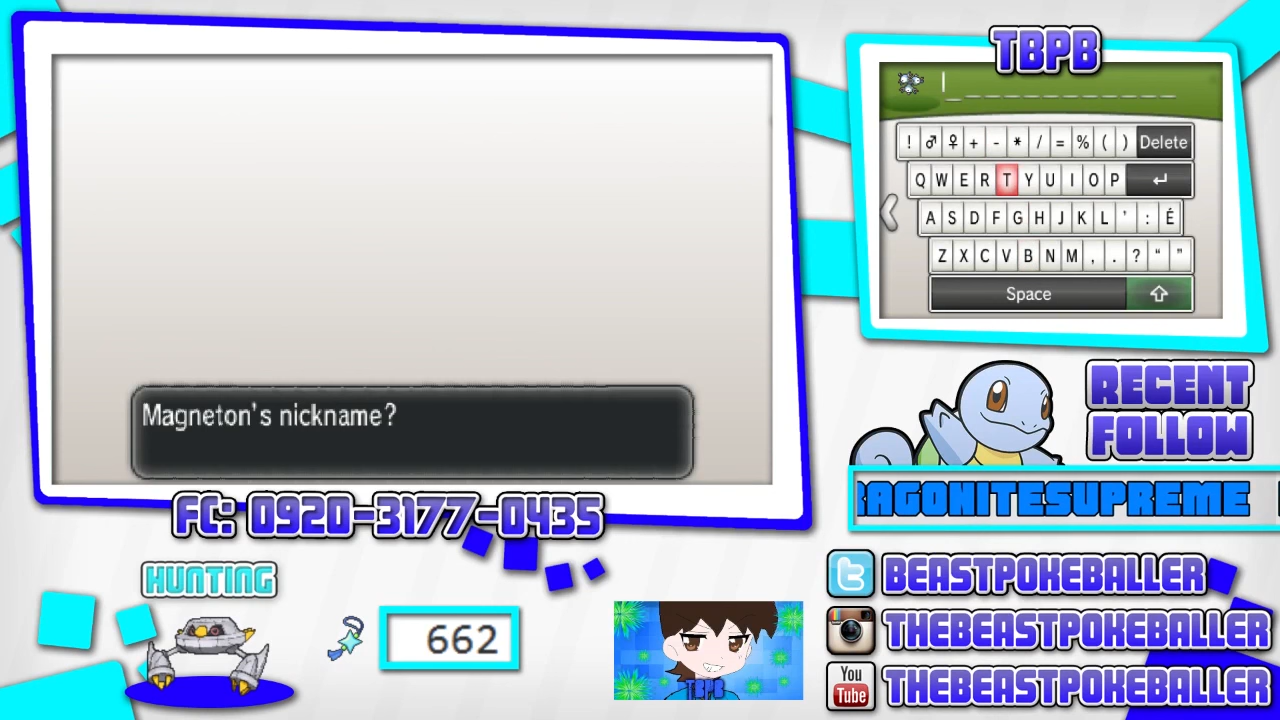 TBPB
! ♂ ♀ + - * / = % ( ) Delete
Q W E R T Y U I O P ↵
A S D F G H J K L ' : É
Z X C V B N M , . ? “ ”
Space
Magneton's nickname?
FC: 0920-3177-0435
RECENT
FOLLOW
RAGONITESUPREME
HUNTING
662
TBPB
BEASTPOKEBALLER
THEBEASTPOKEBALLER
You
Tube
THEBEASTPOKEBALLER